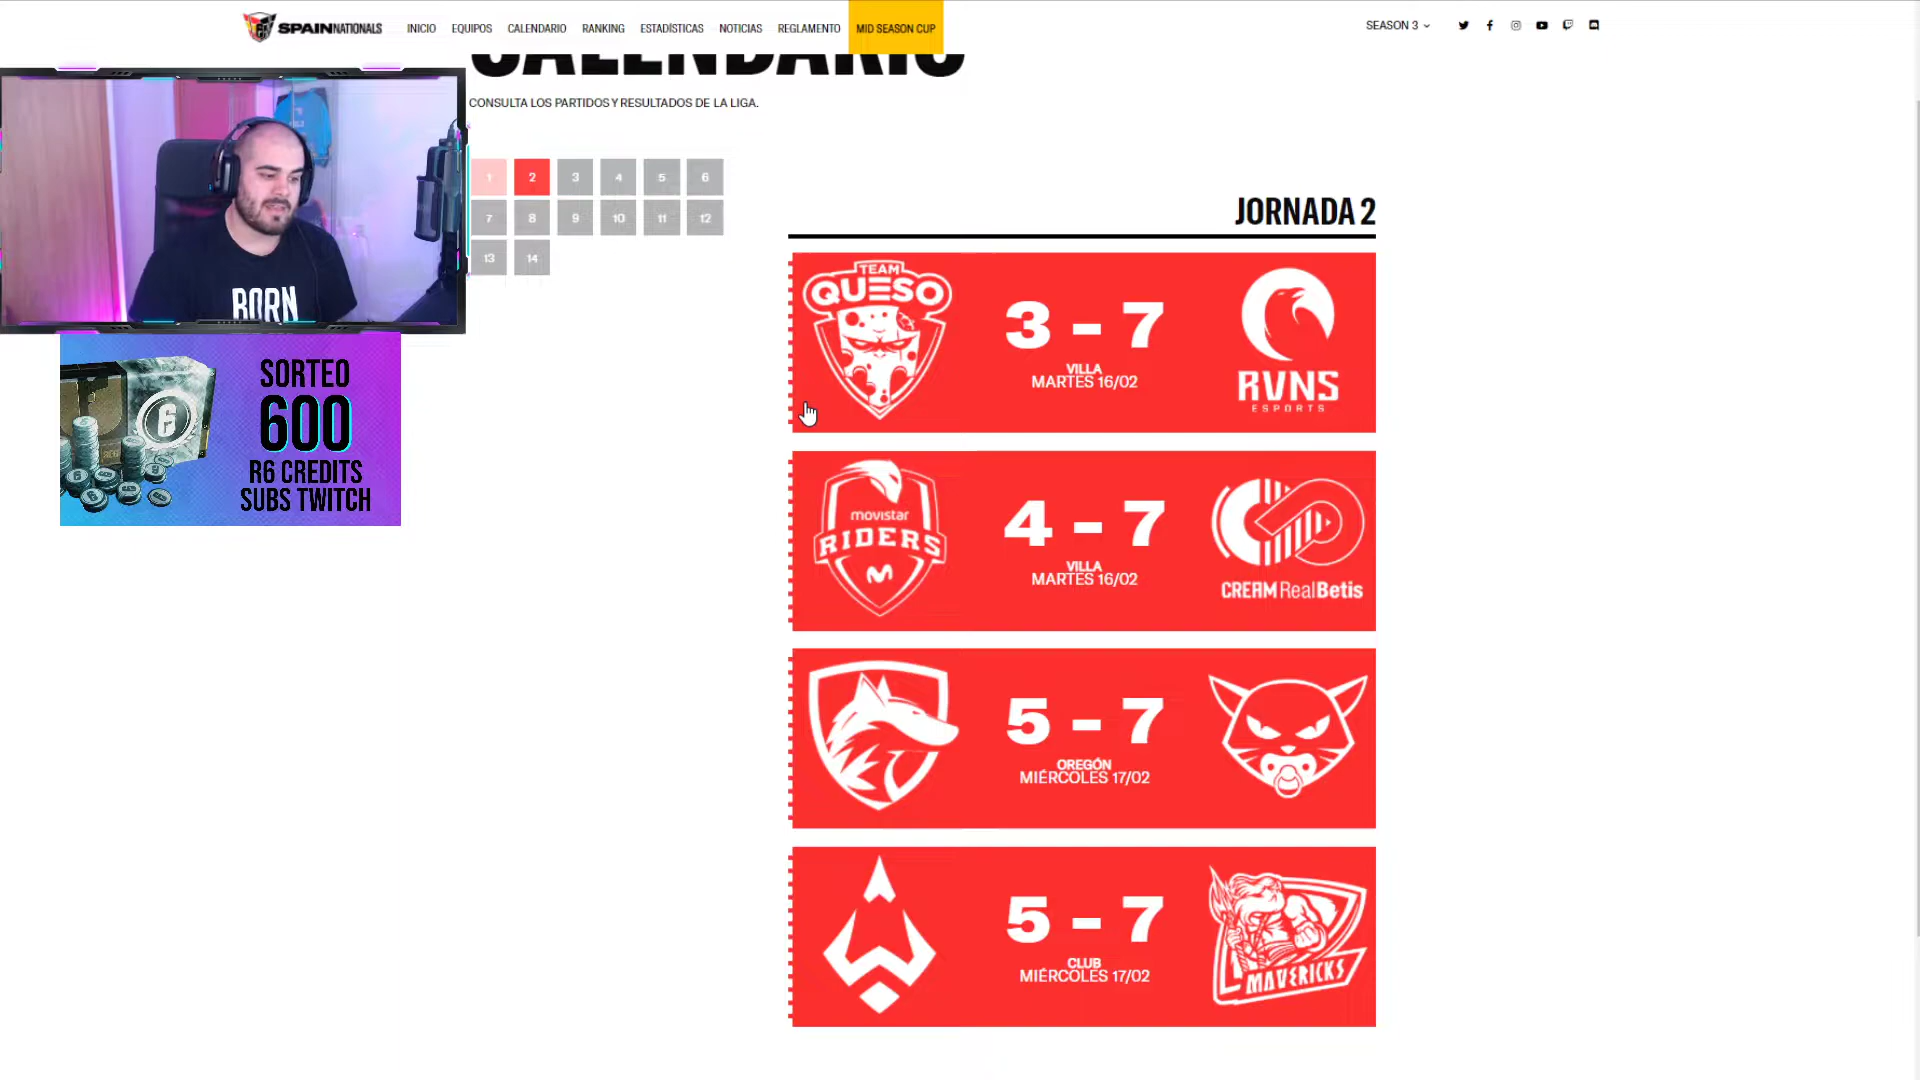 SPAINNATIONALS
INICIO EQUIPOS CALENDARIO RANKING ESTADÍSTICAS NOTICIAS REGLAMENTO MID SEASON CUP
SEASON 3
CALENDARIO
CONSULTA LOS PARTIDOS Y RESULTADOS DE LA LIGA.
1 2 3 4 5 6
7 8 9 10 11 12
13 14
BORN
SORTEO
600
R6 CREDITS
SUBS TWITCH
JORNADA 2
TEAM
QUESO
3 - 7
VILLA
MARTES 16/02
RVNS
ESPORTS
movistar
RIDERS
4 - 7
VILLA
MARTES 16/02
CREAM RealBetis
5 - 7
OREGÓN
MIÉRCOLES 17/02
5 - 7
CLUB
MIÉRCOLES 17/02
MAVERICKS